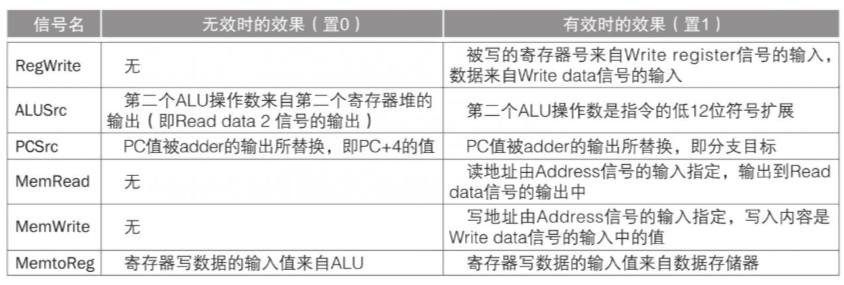 信号名 无效时的效果（置0） 有效时的效果（置1）
RegWrite 无 被写的寄存器号来自Write register信号的输入，
数据来自Write data信号的输入
ALUSrc 第二个ALU操作数来自第二个寄存器堆的
输出（即Read data 2 信号的输出） 第二个ALU操作数是指令的低12位符号扩展
PCSrc PC值被adder的输出所替换，即PC+4的值 PC值被adder的输出所替换，即分支目标
MemRead 无 读地址由Address信号的输入指定，输出到Read
data信号的输出中
MemWrite 无 写地址由Address信号的输入指定，写入内容是
Write data信号的输入中的值
MemtoReg 寄存器写数据的输入值来自ALU 寄存器写数据的输入值来自数据存储器